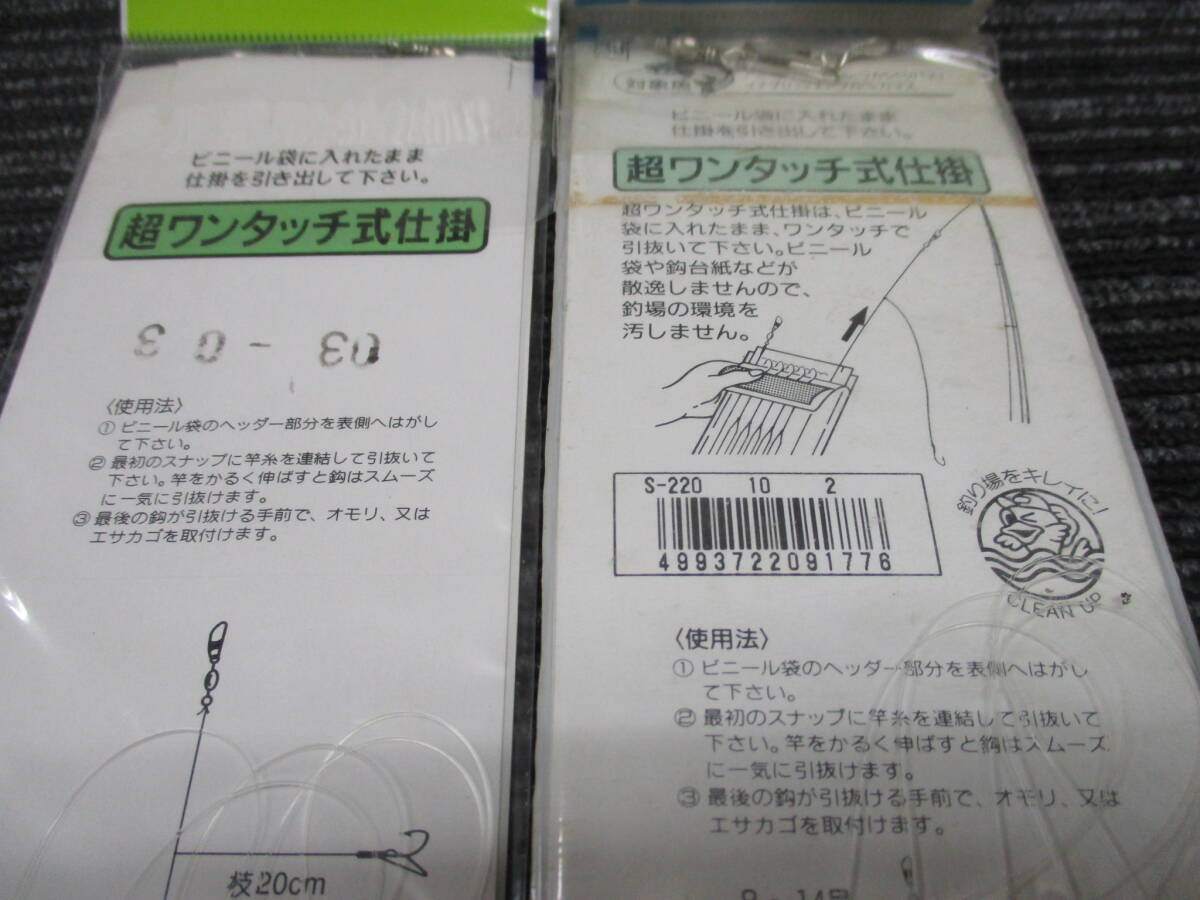 ビニール袋に入れたまま
仕掛を引き出して下さい。
超ワンタッチ式仕掛
〈使用法〉
① ビニール袋のヘッダー部分を表側へはがし
て下さい。
② 最初のスナップに竿糸を連結して引抜いて
下さい。竿をかるく伸ばすと鈎はスムーズ
に一気に引抜けます。
③ 最後の鈎が引抜ける手前で、オモリ、又は
エサカゴを取付けます。
枝20cm
対象魚
ビニール袋に入れたまま
仕掛を引き出して下さい。
超ワンタッチ式仕掛
超ワンタッチ式仕掛は、ビニール
袋に入れたまま、ワンタッチで
引抜いて下さい。ビニール
袋や鈎台紙などが
散逸しませんので、
釣場の環境を
汚しません。
S-220 10 2
4993722091776
釣り場をキレイに!
CLEAN UP
〈使用法〉
① ビニール袋のヘッダー部分を表側へはがし
て下さい。
② 最初のスナップに竿糸を連結して引抜いて
下さい。竿をかるく伸ばすと鈎はスムーズ
に一気に引抜けます。
③ 最後の鈎が引抜ける手前で、オモリ、又は
エサカゴを取付けます。